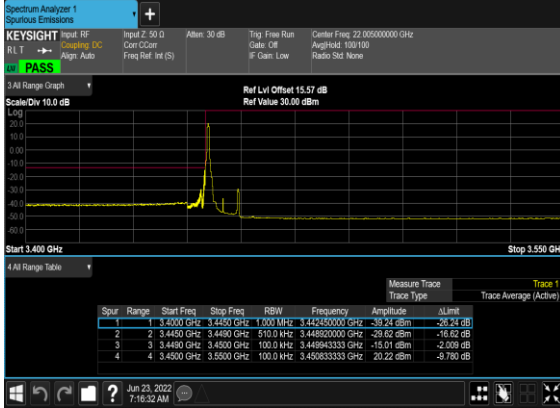 Spectrum Analyzer 1
Spurious Emissions
KEYSIGHT Input: RF Input Z: 50 Ω Atten: 30 dB Trig: Free Run Center Freq: 22.005000000 GHz
RLT Coupling: DC Corr CCorr Gate: Off Avg|Hold: 100/100
Align: Auto Freq Ref: Int (S) IF Gain: Low Radio Std: None
LXI PASS
3 All Range Graph Ref Lvl Offset 15.57 dB
Scale/Div 10.0 dB Ref Value 30.00 dBm
Log
20.0
10.0
0.00
-10.0
-20.0
-30.0
-40.0
-50.0
-60.0
Start 3.400 GHz Stop 3.550 GH
4 All Range Table
Measure Trace Trace 1
Trace Type Trace Average (Active)
Spur Range Start Freq Stop Freq RBW Frequency Amplitude ΔLimit
1 1 3.4000 GHz 3.4450 GHz 1.000 MHz 3.442450000 GHz -39.24 dBm -26.24 dB
2 2 3.4450 GHz 3.4490 GHz 510.0 kHz 3.448920000 GHz -29.62 dBm -16.62 dB
3 3 3.4490 GHz 3.4500 GHz 100.0 kHz 3.449943333 GHz -15.01 dBm -2.009 dB
4 4 3.4500 GHz 3.5500 GHz 100.0 kHz 3.450833333 GHz 20.22 dBm -9.780 dB
? Jun 23, 2022
7:16:32 AM